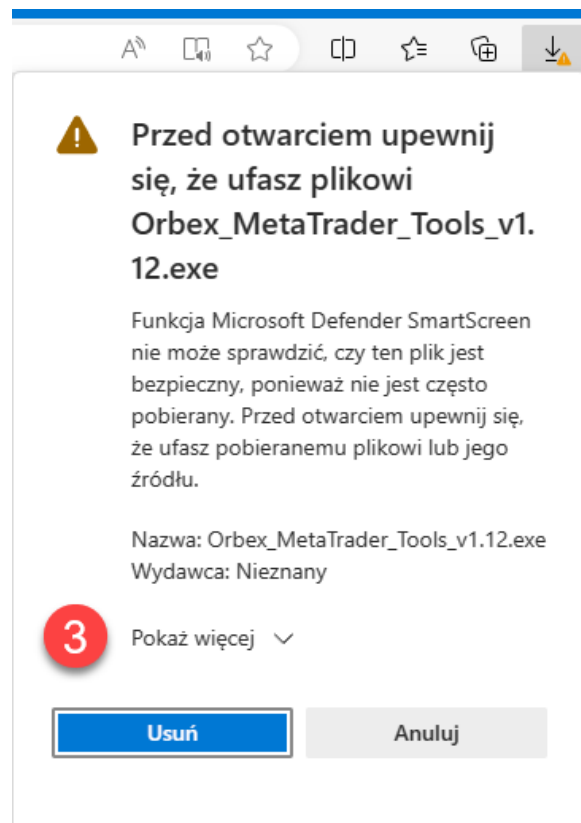 Przed otwarciem upewnij
się, że ufasz plikowi
Orbex_MetaTrader_Tools_v1.
12.exe
Funkcja Microsoft Defender SmartScreen
nie może sprawdzić, czy ten plik jest
bezpieczny, ponieważ nie jest często
pobierany. Przed otwarciem upewnij się,
że ufasz pobieranemu plikowi lub jego
źródłu.
Nazwa: Orbex_MetaTrader_Tools_v1.12.exe
Wydawca: Nieznany
3 Pokaż więcej
Usuń Anuluj